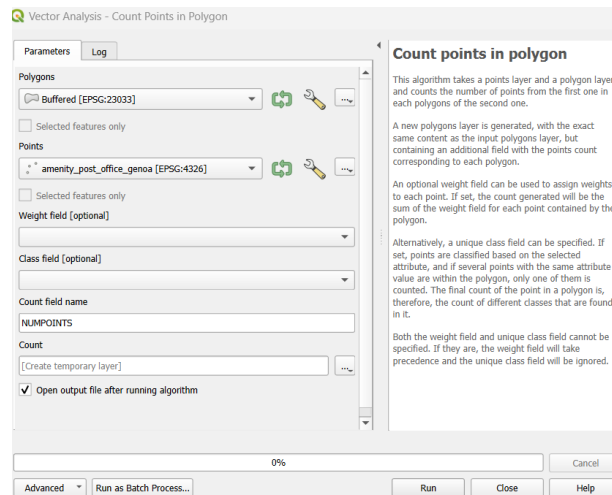 Vector Analysis - Count Points in Polygon
Parameters
Log
Polygons
Buffered [EPSG:23033]
...
Selected features only
Points
amenity_post_office_genoa [EPSG:4326]
...
Selected features only
Weight field [optional]
Class field [optional]
Count field name
NUMPOINTS
Count
[Create temporary layer]
...
Open output file after running algorithm
Count points in polygon
This algorithm takes a points layer and a polygon layer
and counts the number of points from the first one in
each polygons of the second one.
A new polygons layer is generated, with the exact
same content as the input polygons layer, but
containing an additional field with the points count
corresponding to each polygon.
An optional weight field can be used to assign weights
to each point. If set, the count generated will be the
sum of the weight field for each point contained by the
polygon.
Alternatively, a unique class field can be specified. If
set, points are classified based on the selected
attribute, and if several points with the same attribute
value are within the polygon, only one of them is
counted. The final count of the point in a polygon is,
therefore, the count of different classes that are found
in it.
Both the weight field and unique class field cannot be
specified. If they are, the weight field will take
precedence and the unique class field will be ignored.
0%
Cancel
Advanced
Run as Batch Process...
Run
Close
Help